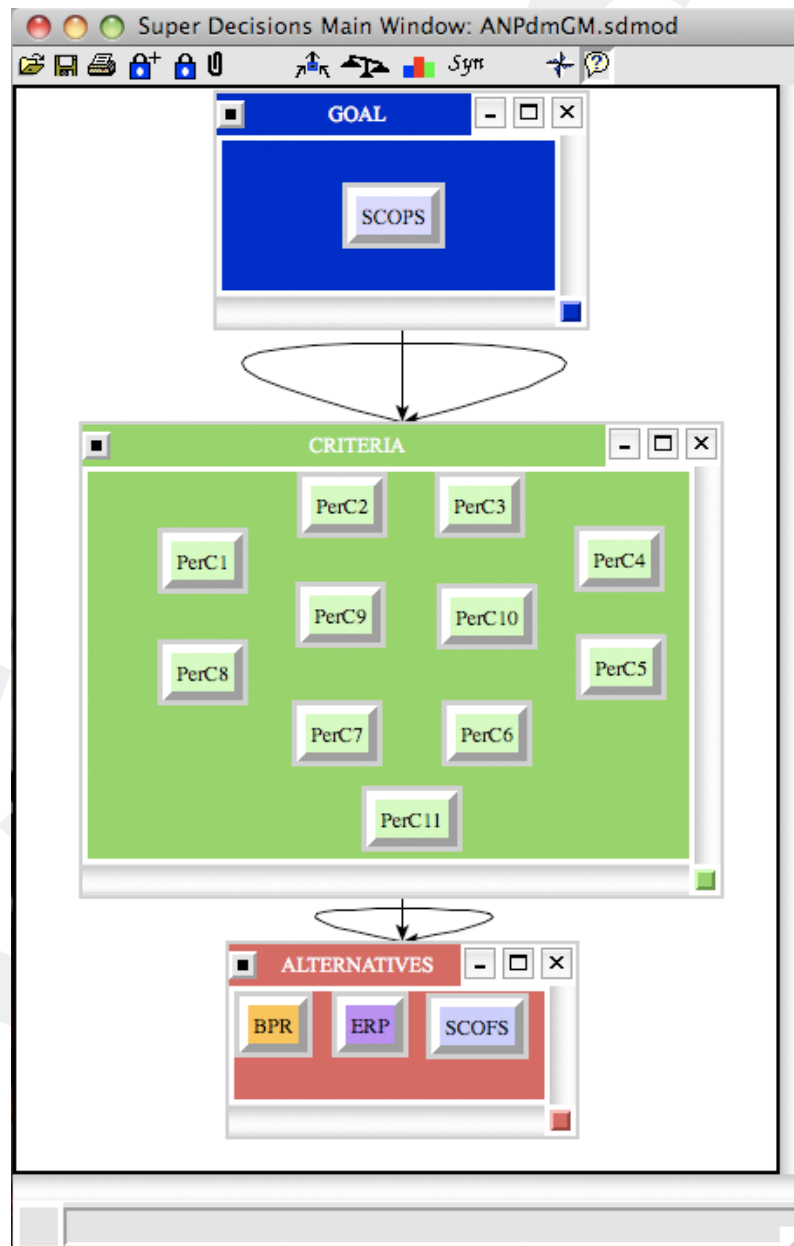 Super Decisions Main Window: ANPdmGM.sdmod
Syn
GOAL
SCOPS
CRITERIA
PerC2 PerC3
PerC1 PerC4
PerC9 PerC10
PerC8 PerC5
PerC7 PerC6
PerC11
ALTERNATIVES
BPR ERP SCOFS